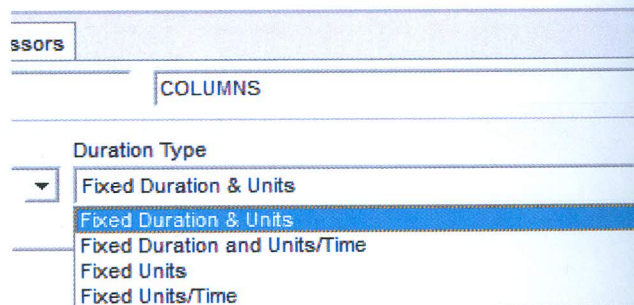 ssors
COLUMNS
Duration Type
Fixed Duration & Units
Fixed Duration & Units
Fixed Duration and Units/Time
Fixed Units
Fixed Units/Time